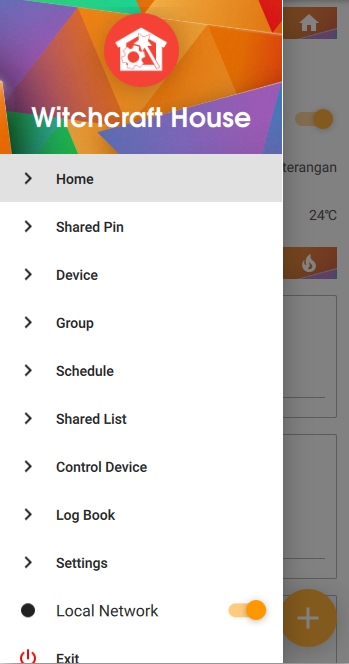 Witchcraft House
Home
terangan
Shared Pin
24°C
Device
Group
Schedule
Shared List
Control Device
Log Book
Settings
Local Network
Exit